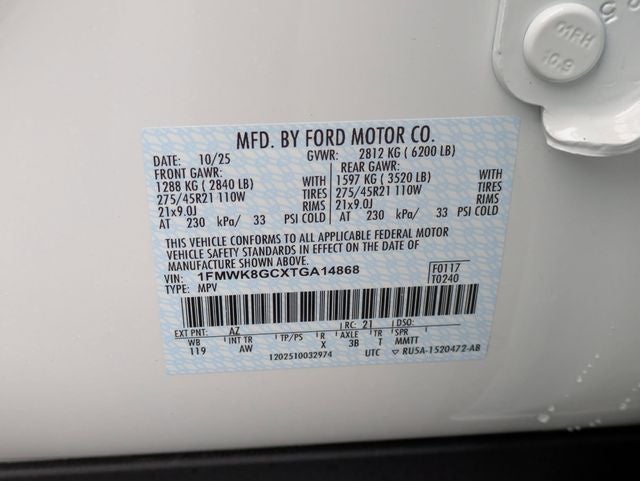 01RH
10.9
MFD. BY FORD MOTOR CO.
DATE: 10/25 GVWR: 2812 KG ( 6200 LB)
FRONT GAWR: REAR GAWR:
1288 KG ( 2840 LB) WITH 1597 KG ( 3520 LB) WITH
275/45R21 110W TIRES 275/45R21 110W TIRES
21x9.0J RIMS 21x9.0J RIMS
AT 230 kPa/ 33 PSI COLD AT 230 kPa/ 33 PSI COLD
THIS VEHICLE CONFORMS TO ALL APPLICABLE FEDERAL MOTOR
VEHICLE SAFETY STANDARDS IN EFFECT ON THE DATE OF
MANUFACTURE SHOWN ABOVE.
VIN: 1FMWK8GCXTGA14868 F0117
TYPE: MPV T0240
EXT PNT: AZ RC: 21 DSO:
WB INT TR TP/PS R AXLE TR SPR
119 AW X 3B T MMTT
1202510032974 UTC ▽ RU5A-1520472-AB